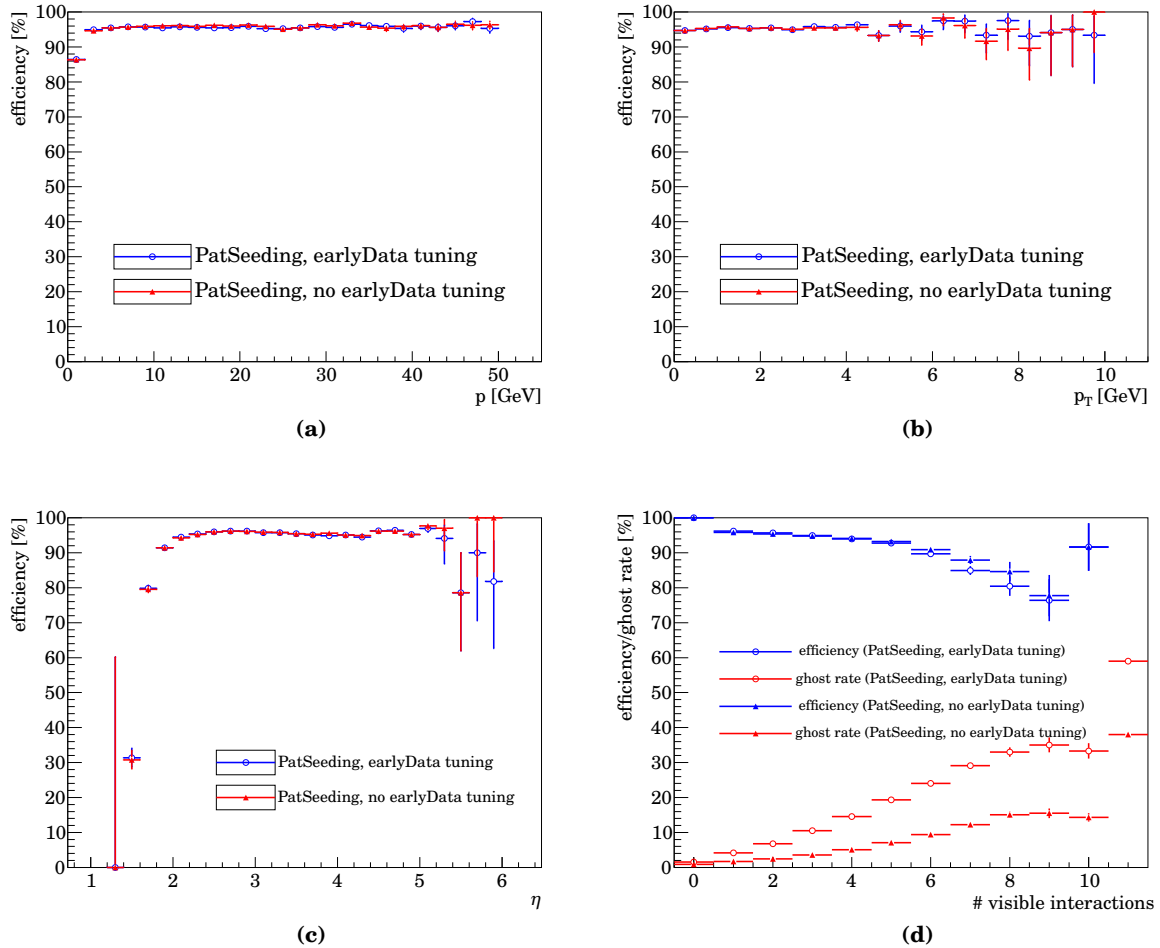 efficiency [%]
100
90
80
70
60
50
40
30
20
10
0
PatSeeding, earlyData tuning
PatSeeding, no earlyData tuning
0 10 20 30 40 50
p [GeV]
(a)
efficiency [%]
100
90
80
70
60
50
40
30
20
10
0
PatSeeding, earlyData tuning
PatSeeding, no earlyData tuning
0 2 4 6 8 10
p_T [GeV]
(b)
efficiency [%]
100
90
80
70
60
50
40
30
20
10
0
PatSeeding, earlyData tuning
PatSeeding, no earlyData tuning
1 2 3 4 5 6
η
(c)
efficiency/ghost rate [%]
100
90
80
70
60
50
40
30
20
10
0
efficiency (PatSeeding, earlyData tuning)
ghost rate (PatSeeding, earlyData tuning)
efficiency (PatSeeding, no earlyData tuning)
ghost rate (PatSeeding, no earlyData tuning)
0 2 4 6 8 10
# visible interactions
(d)